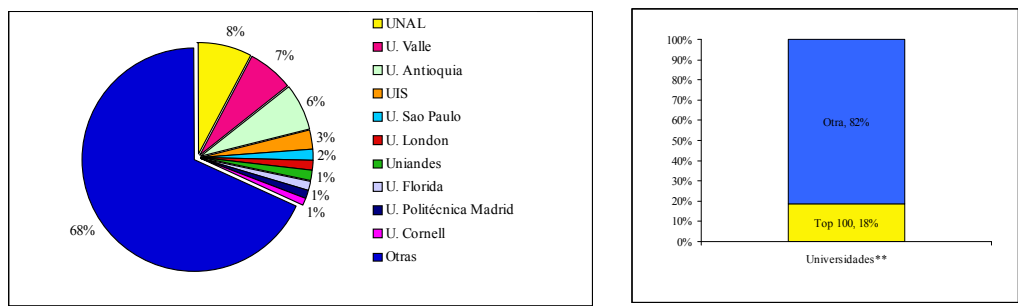 8%
7%
6%
3%
2%
1%
1%
1%
68%
UNAL
U. Valle
U. Antioquia
UIS
U. Sao Paulo
U. London
Uniandes
U. Florida
U. Politécnica Madrid
U. Cornell
Otras
100%
90%
80%
70%
60%
50%
40%
30%
20%
10%
0%
Otra, 82%
Top 100, 18%
Universidades**